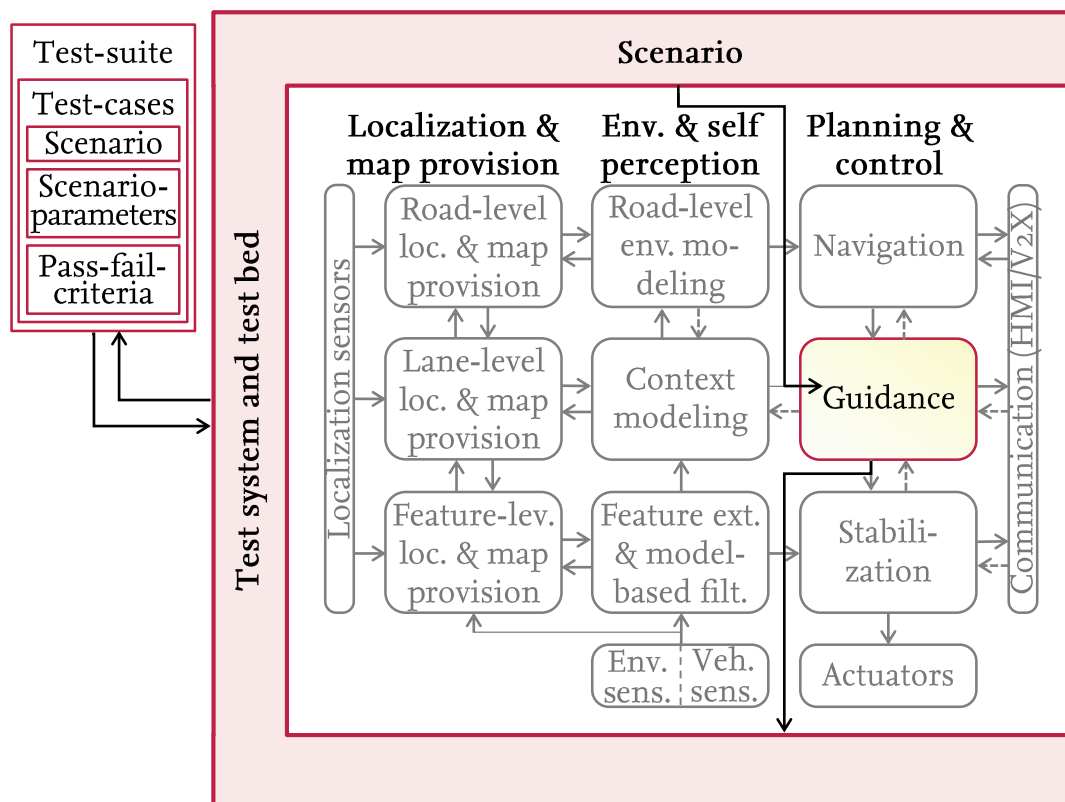 Test-suite
Test-cases
Scenario
Scenario-
parameters
Pass-fail-
criteria
Test system and test bed
Scenario
Localization &
map provision
Env. & self
perception
Planning &
control
Localization sensors
Road-level
loc. & map
provision
Road-level
env. mo-
deling
Navigation
Lane-level
loc. & map
provision
Context
modeling
Guidance
Feature-lev.
loc. & map
provision
Feature ext.
& model-
based filt.
Stabili-
zation
Env.
sens.
Veh.
sens.
Actuators
Communication (HMI/V2X)